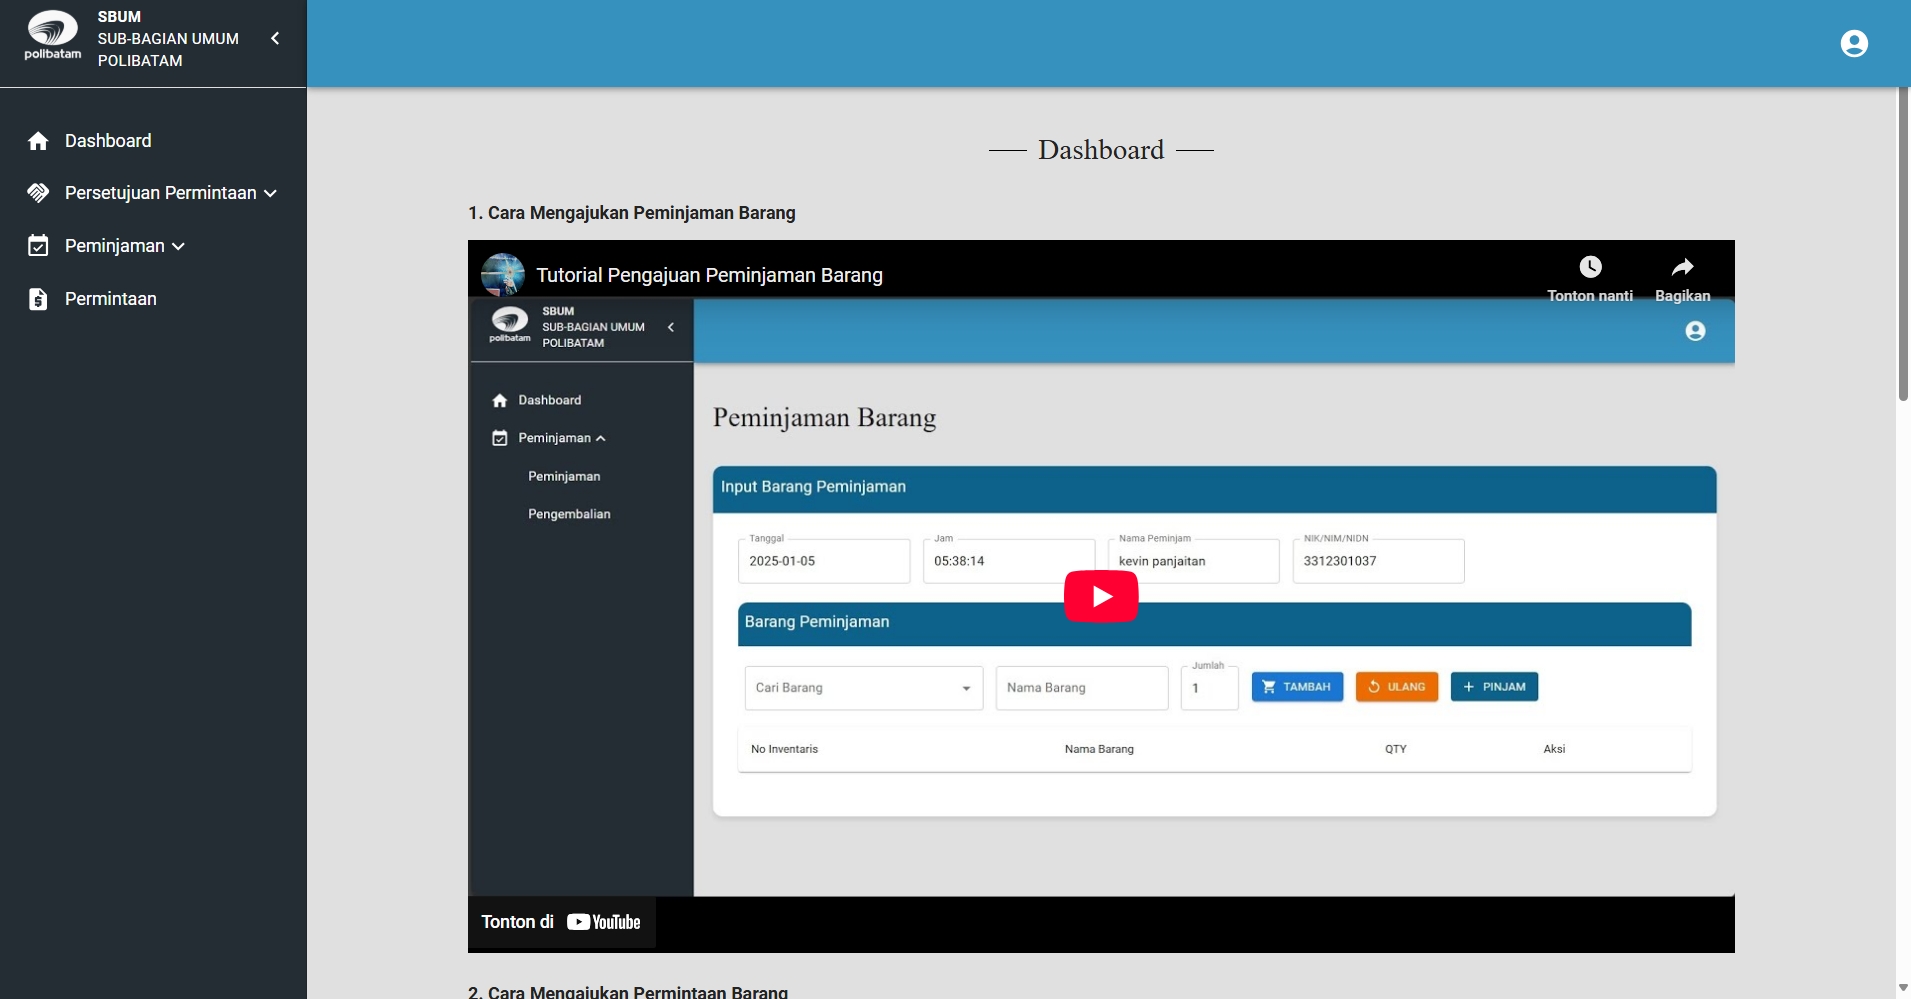 polibatam
SBUM
SUB-BAGIAN UMUM
POLIBATAM
Dashboard
Persetujuan Permintaan
Peminjaman
Permintaan
Dashboard
1. Cara Mengajukan Peminjaman Barang
Tutorial Pengajuan Peminjaman Barang
Tonton nanti
Bagikan
polibatam
SBUM
SUB-BAGIAN UMUM
POLIBATAM
Dashboard
Peminjaman
Peminjaman
Pengembalian
Peminjaman Barang
Input Barang Peminjaman
Tanggal
2025-01-05
Jam
05:38:14
Nama Peminjam
kevin panjaitan
NIK/NIM/NIDN
3312301037
Barang Peminjaman
Cari Barang
Nama Barang
Jumlah
1
TAMBAH
ULANG
PINJAM
No Inventaris Nama Barang QTY Aksi
Tonton di YouTube
2. Cara Mengajukan Permintaan Barang